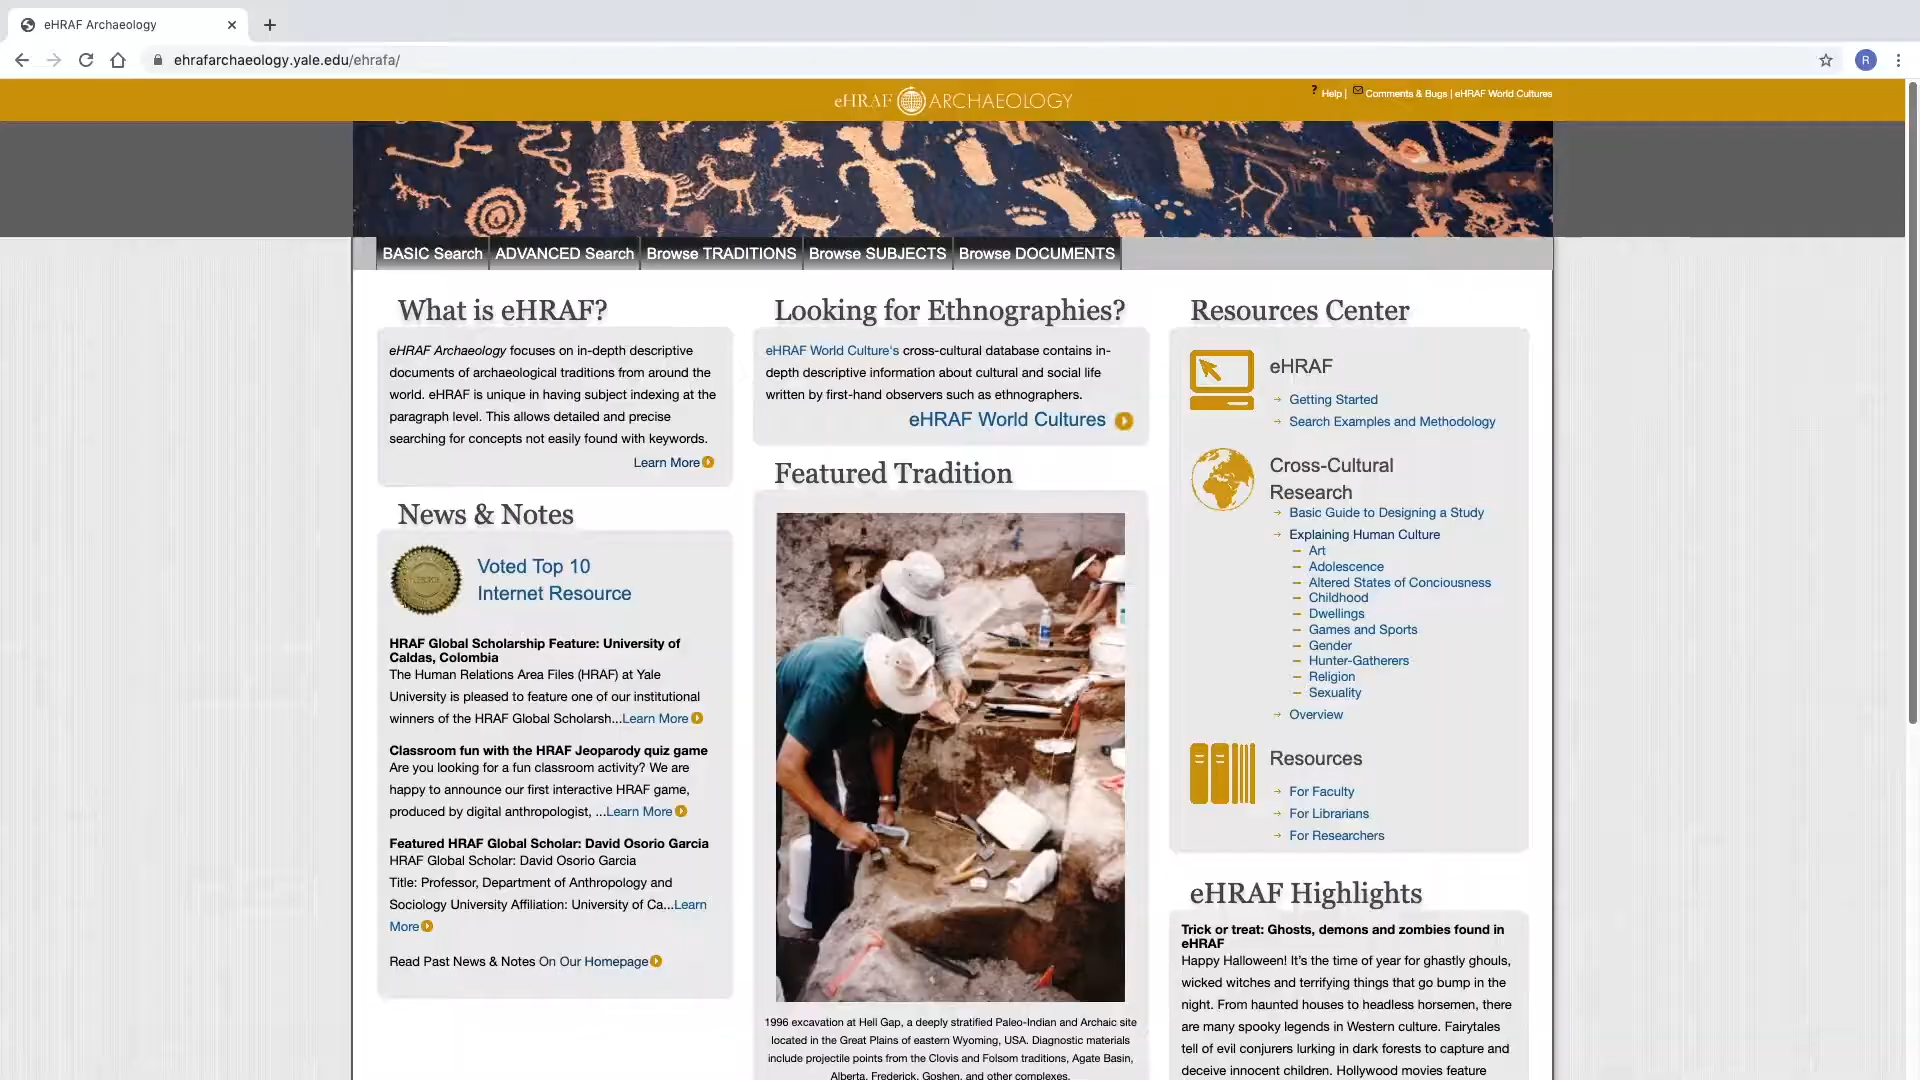 eHRAF Archaeology
ehrafarchaeology.yale.edu/ehrafa/
R
eHRAF ARCHAEOLOGY
? Help | Comments & Bugs | eHRAF World Cultures
BASIC Search ADVANCED Search Browse TRADITIONS Browse SUBJECTS Browse DOCUMENTS
What is eHRAF?
eHRAF Archaeology focuses on in-depth descriptive
documents of archaeological traditions from around the
world. eHRAF is unique in having subject indexing at the
paragraph level. This allows detailed and precise
searching for concepts not easily found with keywords.
Learn More
News & Notes
Voted Top 10
Internet Resource
HRAF Global Scholarship Feature: University of
Caldas, Colombia
The Human Relations Area Files (HRAF) at Yale
University is pleased to feature one of our institutional
winners of the HRAF Global Scholarsh...Learn More
Classroom fun with the HRAF Jeoparody quiz game
Are you looking for a fun classroom activity? We are
happy to announce our first interactive HRAF game,
produced by digital anthropologist, ...Learn More
Featured HRAF Global Scholar: David Osorio Garcia
HRAF Global Scholar: David Osorio Garcia
Title: Professor, Department of Anthropology and
Sociology University Affiliation: University of Ca...Learn
More
Read Past News & Notes On Our Homepage
Looking for Ethnographies?
eHRAF World Culture's cross-cultural database contains in-
depth descriptive information about cultural and social life
written by first-hand observers such as ethnographers.
eHRAF World Cultures
Featured Tradition
1996 excavation at Hell Gap, a deeply stratified Paleo-Indian and Archaic site
located in the Great Plains of eastern Wyoming, USA. Diagnostic materials
include projectile points from the Clovis and Folsom traditions, Agate Basin,
Alberta, Frederick, Goshen, and other complexes.
Resources Center
eHRAF
Getting Started
Search Examples and Methodology
Cross-Cultural
Research
Basic Guide to Designing a Study
Explaining Human Culture
Art
Adolescence
Altered States of Conciousness
Childhood
Dwellings
Games and Sports
Gender
Hunter-Gatherers
Religion
Sexuality
Overview
Resources
For Faculty
For Librarians
For Researchers
eHRAF Highlights
Trick or treat: Ghosts, demons and zombies found in
eHRAF
Happy Halloween! It's the time of year for ghastly ghouls,
wicked witches and terrifying things that go bump in the
night. From haunted houses to headless horsemen, there
are many spooky legends in Western culture. Fairytales
tell of evil conjurers lurking in dark forests to capture and
deceive innocent children. Hollywood movies feature